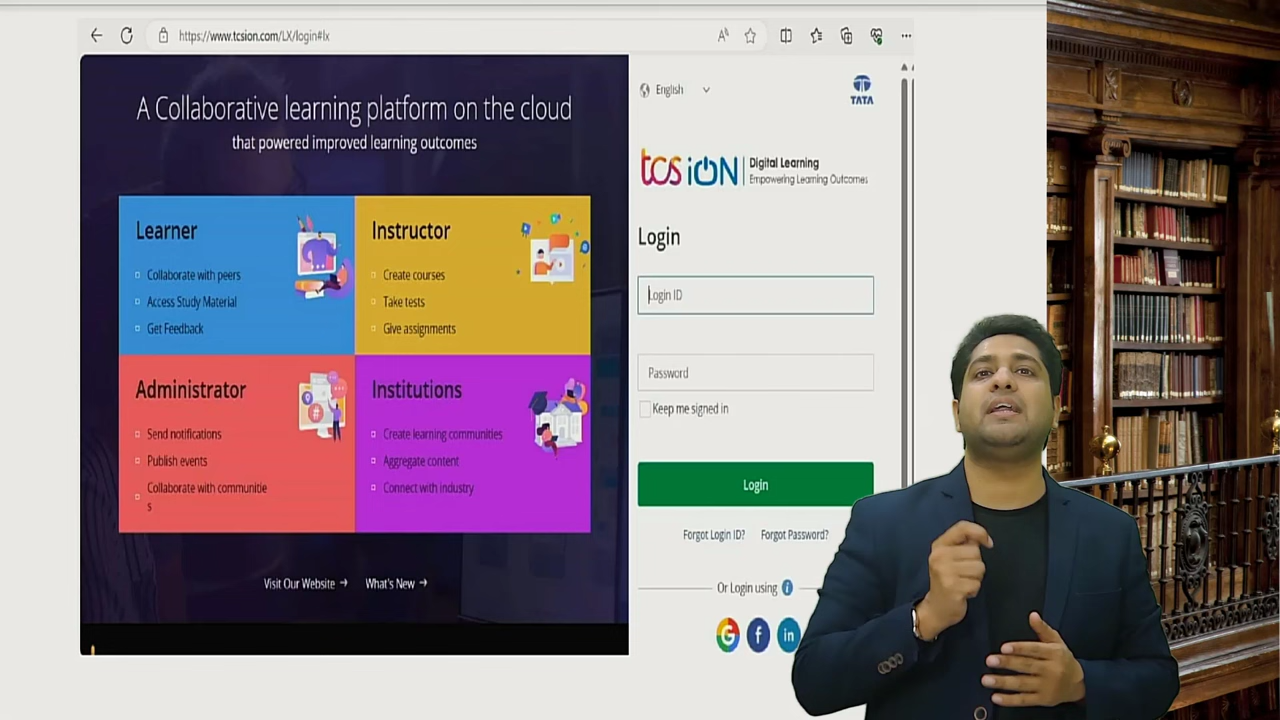 https://www.tcsion.com/LX/login#lx
A Collaborative learning platform on the cloud
that powered improved learning outcomes
Learner
Collaborate with peers
Access Study Material
Get Feedback
Instructor
Create courses
Take tests
Give assignments
Administrator
Send notifications
Publish events
Collaborate with communitie
s
Institutions
Create learning communities
Aggregate content
Connect with industry
Visit Our Website →
What's New →
English
TATA
tcs iON
Digital Learning
Empowering Learning Outcomes
Login
Login ID
Password
Keep me signed in
Login
Forgot Login ID? Forgot Password?
Or Login using